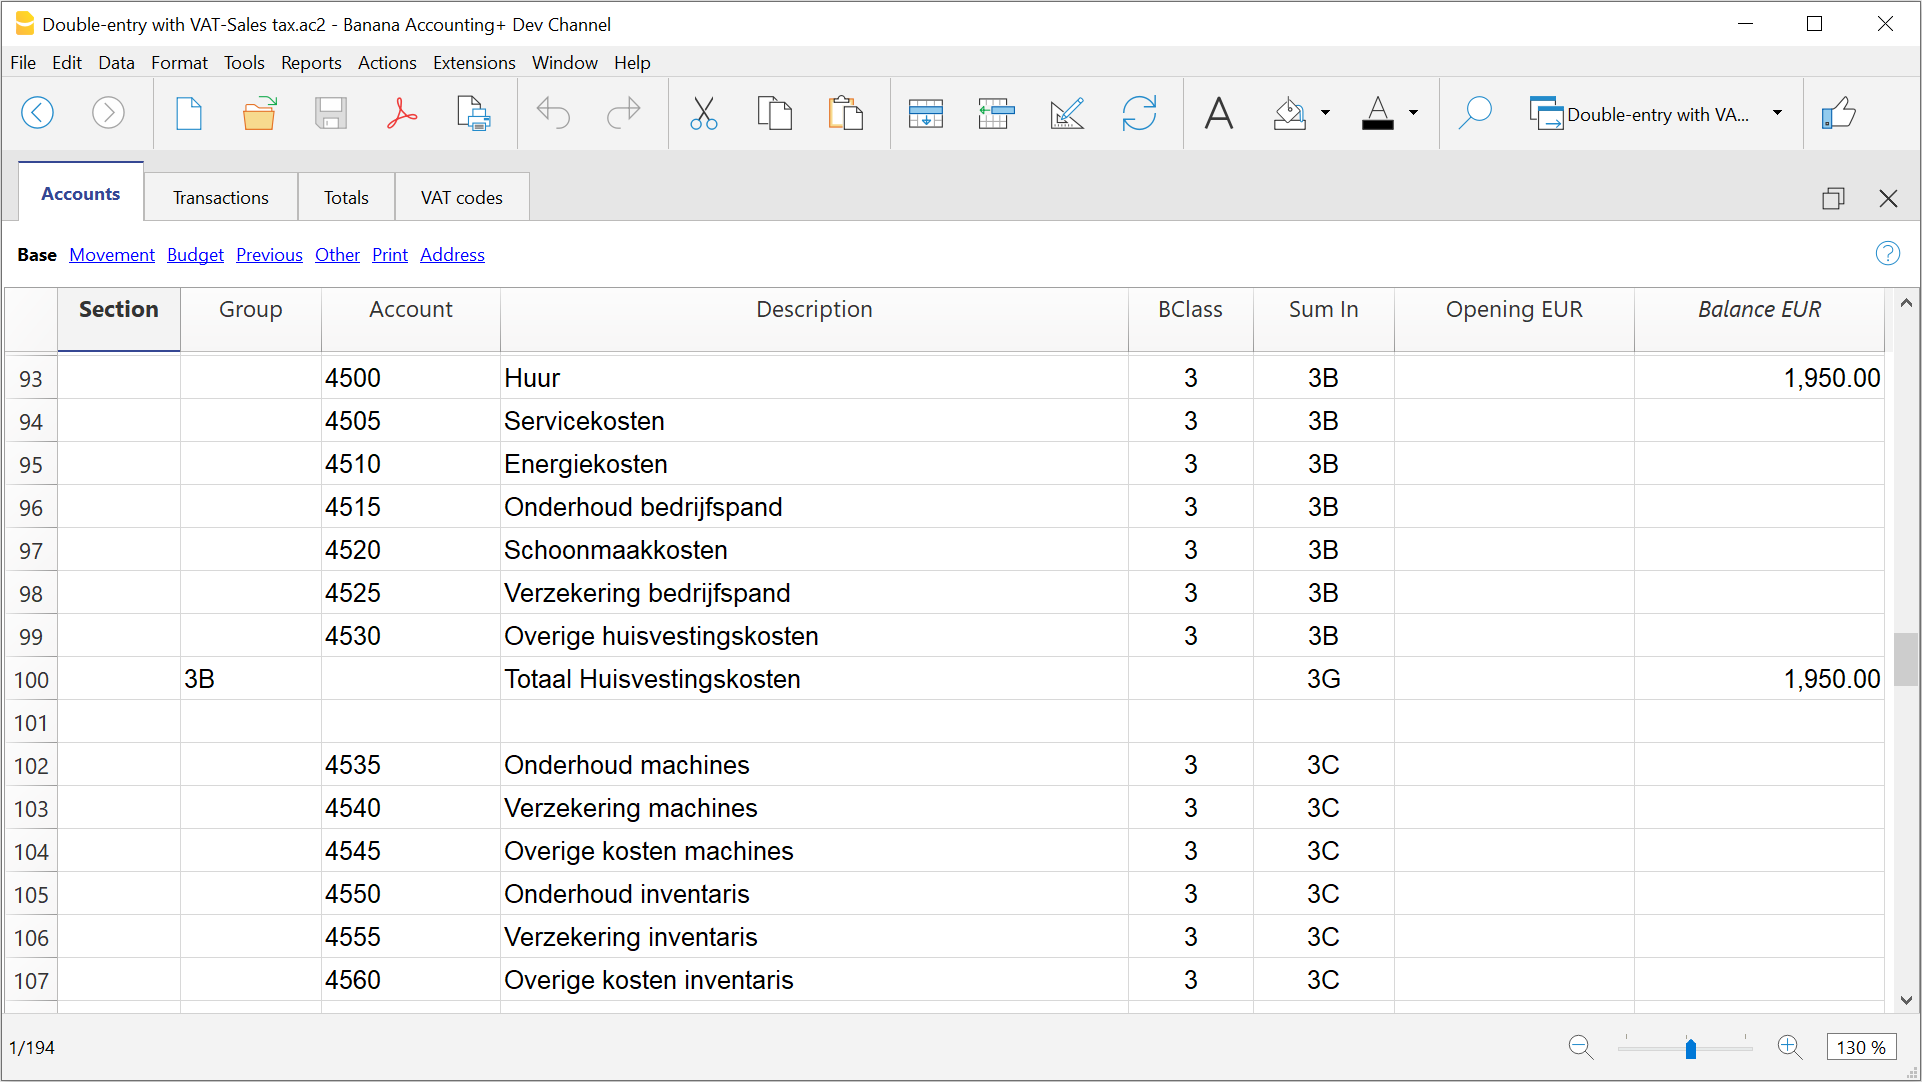 Double-entry with VAT-Sales tax.ac2 - Banana Accounting+ Dev Channel
File Edit Data Format Tools Reports Actions Extensions Window Help
Double-entry with VA...
Accounts Transactions Totals VAT codes
Base Movement Budget Previous Other Print Address
Section Group Account Description BClass Sum In Opening EUR Balance EUR
93 4500 Huur 3 3B 1,950.00
94 4505 Servicekosten 3 3B
95 4510 Energiekosten 3 3B
96 4515 Onderhoud bedrijfspand 3 3B
97 4520 Schoonmaakkosten 3 3B
98 4525 Verzekering bedrijfspand 3 3B
99 4530 Overige huisvestingskosten 3 3B
100 3B Totaal Huisvestingskosten 3G 1,950.00
101
102 4535 Onderhoud machines 3 3C
103 4540 Verzekering machines 3 3C
104 4545 Overige kosten machines 3 3C
105 4550 Onderhoud inventaris 3 3C
106 4555 Verzekering inventaris 3 3C
107 4560 Overige kosten inventaris 3 3C
1/194 130 %